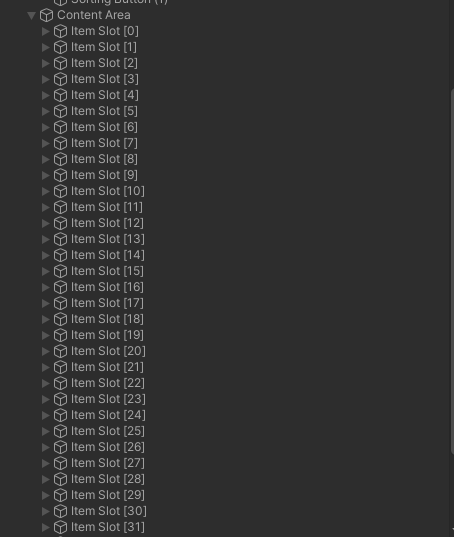 Sorting Button (1)
Content Area
Item Slot [0]
Item Slot [1]
Item Slot [2]
Item Slot [3]
Item Slot [4]
Item Slot [5]
Item Slot [6]
Item Slot [7]
Item Slot [8]
Item Slot [9]
Item Slot [10]
Item Slot [11]
Item Slot [12]
Item Slot [13]
Item Slot [14]
Item Slot [15]
Item Slot [16]
Item Slot [17]
Item Slot [18]
Item Slot [19]
Item Slot [20]
Item Slot [21]
Item Slot [22]
Item Slot [23]
Item Slot [24]
Item Slot [25]
Item Slot [26]
Item Slot [27]
Item Slot [28]
Item Slot [29]
Item Slot [30]
Item Slot [31]